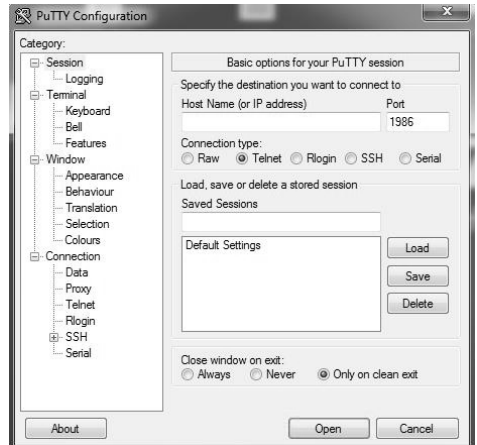 PuTTY Configuration
Category:
Session
Logging
Terminal
Keyboard
Bell
Features
Window
Appearance
Behaviour
Translation
Selection
Colours
Connection
Data
Proxy
Telnet
Rlogin
SSH
Serial
Basic options for your PuTTY session
Specify the destination you want to connect to
Host Name (or IP address) Port
1986
Connection type:
Raw Telnet Rlogin SSH Serial
Load, save or delete a stored session
Saved Sessions
Default Settings
Load
Save
Delete
Close window on exit:
Always Never Only on clean exit
About Open Cancel